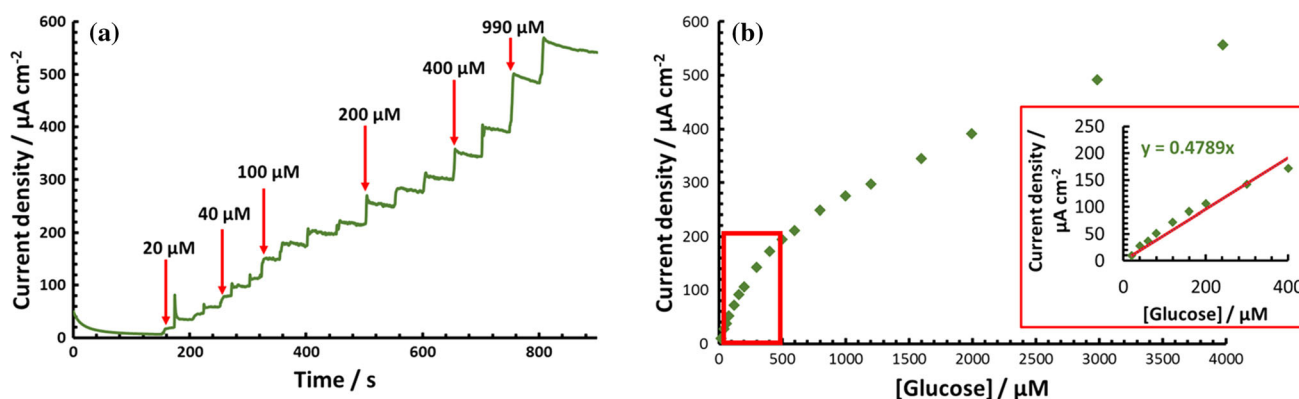 (a)
Current density / µA cm⁻²
600
500
400
300
200
100
0
20 µM
40 µM
100 µM
200 µM
400 µM
990 µM
0
200
400
600
800
Time / s
(b)
Current density / µA cm⁻²
600
500
400
300
200
100
0
0
500
1000
1500
2000
2500
3000
3500
4000
[Glucose] / µM
Current density /
µA cm⁻²
250
200
150
100
50
0
y = 0.4789x
0
200
400
[Glucose] / µM